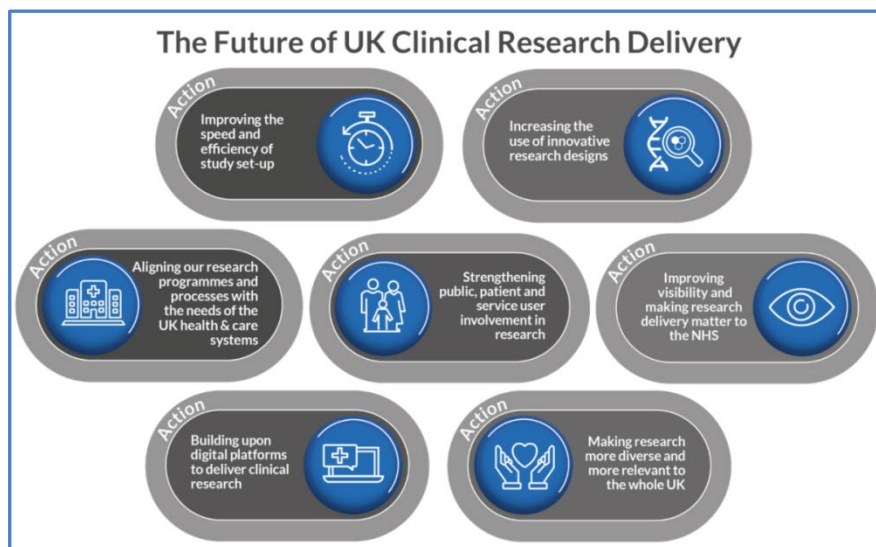 The Future of UK Clinical Research Delivery
Action
Improving the
speed and
efficiency of
study set-up
Action
Increasing the
use of innovative
research designs
Action
Aligning our research
programmes and
processes with
the needs of the
UK health & care
systems
Action
Strengthening
public, patient and
service user
involvement in
research
Action
Improving
visibility and
making research
delivery matter to
the NHS
Action
Building upon
digital platforms
to deliver clinical
research
Action
Making research
more diverse and
more relevant to
the whole UK